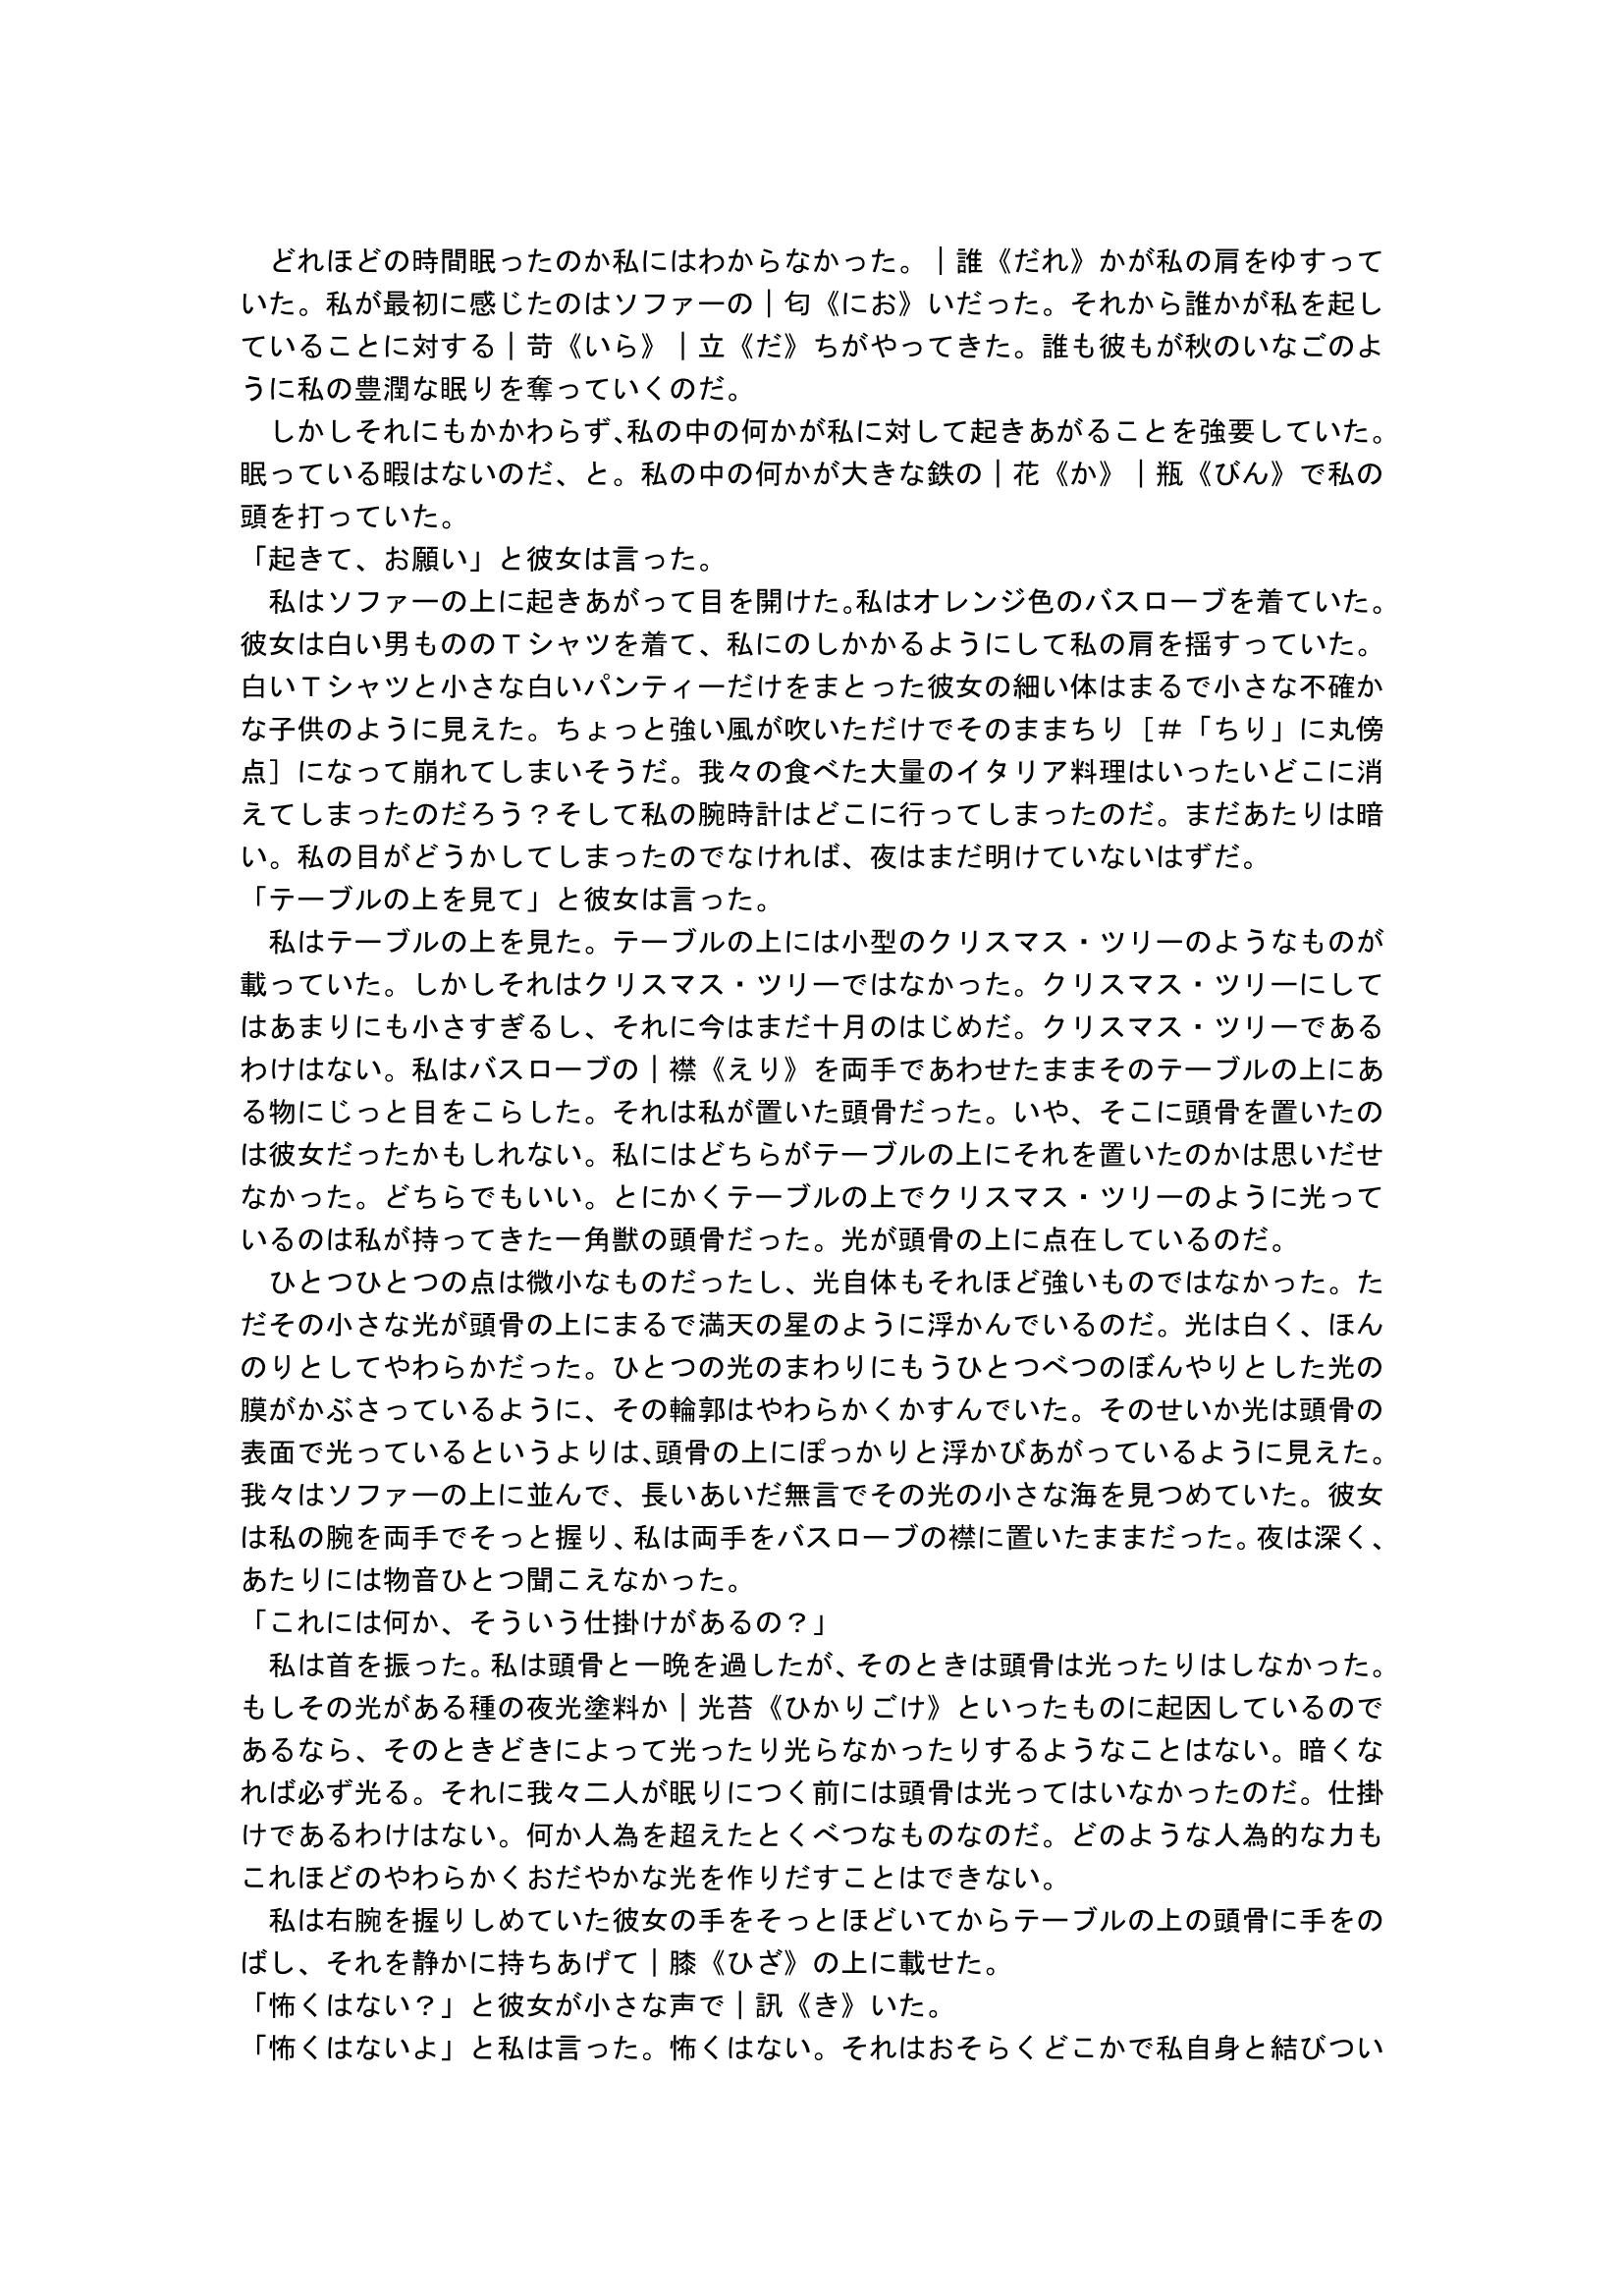 どれほどの時間眠ったのか私にはわからなかった。｜誰《だれ》かが私の肩をゆすって
いた。私が最初に感じたのはソファーの｜匂《にお》いだった。それから誰かが私を起し
ていることに対する｜苛《いら》｜立《だ》ちがやってきた。誰も彼もが秋のいなごのよ
うに私の豊潤な眠りを奪っていくのだ。
　しかしそれにもかかわらず、私の中の何かが私に対して起きあがることを強要していた。
眠っている暇はないのだ、と。私の中の何かが大きな鉄の｜花《か》｜瓶《びん》で私の
頭を打っていた。
「起きて、お願い」と彼女は言った。
　私はソファーの上に起きあがって目を開けた。私はオレンジ色のバスローブを着ていた。
彼女は白い男もののＴシャツを着て、私にのしかかるようにして私の肩を揺すっていた。
白いＴシャツと小さな白いパンティーだけをまとった彼女の細い体はまるで小さな不確か
な子供のように見えた。ちょっと強い風が吹いただけでそのままちり［＃「ちり」に丸傍
点］になって崩れてしまいそうだ。我々の食べた大量のイタリア料理はいったいどこに消
えてしまったのだろう？そして私の腕時計はどこに行ってしまったのだ。まだあたりは暗
い。私の目がどうかしてしまったのでなければ、夜はまだ明けていないはずだ。
「テーブルの上を見て」と彼女は言った。
　私はテーブルの上を見た。テーブルの上には小型のクリスマス・ツリーのようなものが
載っていた。しかしそれはクリスマス・ツリーではなかった。クリスマス・ツリーにして
はあまりにも小さすぎるし、それに今はまだ十月のはじめだ。クリスマス・ツリーである
わけはない。私はバスローブの｜襟《えり》を両手であわせたままそのテーブルの上にあ
る物にじっと目をこらした。それは私が置いた頭骨だった。いや、そこに頭骨を置いたの
は彼女だったかもしれない。私にはどちらがテーブルの上にそれを置いたのかは思いだせ
なかった。どちらでもいい。とにかくテーブルの上でクリスマス・ツリーのように光って
いるのは私が持ってきた一角獣の頭骨だった。光が頭骨の上に点在しているのだ。
　ひとつひとつの点は微小なものだったし、光自体もそれほど強いものではなかった。た
だその小さな光が頭骨の上にまるで満天の星のように浮かんでいるのだ。光は白く、ほん
のりとしてやわらかだった。ひとつの光のまわりにもうひとつべつのぼんやりとした光の
膜がかぶさっているように、その輪郭はやわらかくかすんでいた。そのせいか光は頭骨の
表面で光っているというよりは、頭骨の上にぽっかりと浮かびあがっているように見えた。
我々はソファーの上に並んで、長いあいだ無言でその光の小さな海を見つめていた。彼女
は私の腕を両手でそっと握り、私は両手をバスローブの襟に置いたままだった。夜は深く、
あたりには物音ひとつ聞こえなかった。
「これには何か、そういう仕掛けがあるの？」
　私は首を振った。私は頭骨と一晩を過したが、そのときは頭骨は光ったりはしなかった。
もしその光がある種の夜光塗料か｜光苔《ひかりごけ》といったものに起因しているので
あるなら、そのときどきによって光ったり光らなかったりするようなことはない。暗くな
れば必ず光る。それに我々二人が眠りにつく前には頭骨は光ってはいなかったのだ。仕掛
けであるわけはない。何か人為を超えたとくべつなものなのだ。どのような人為的な力も
これほどのやわらかくおだやかな光を作りだすことはできない。
　私は右腕を握りしめていた彼女の手をそっとほどいてからテーブルの上の頭骨に手をの
ばし、それを静かに持ちあげて｜膝《ひざ》の上に載せた。
「怖くはない？」と彼女が小さな声で｜訊《き》いた。
「怖くはないよ」と私は言った。怖くはない。それはおそらくどこかで私自身と結びつい